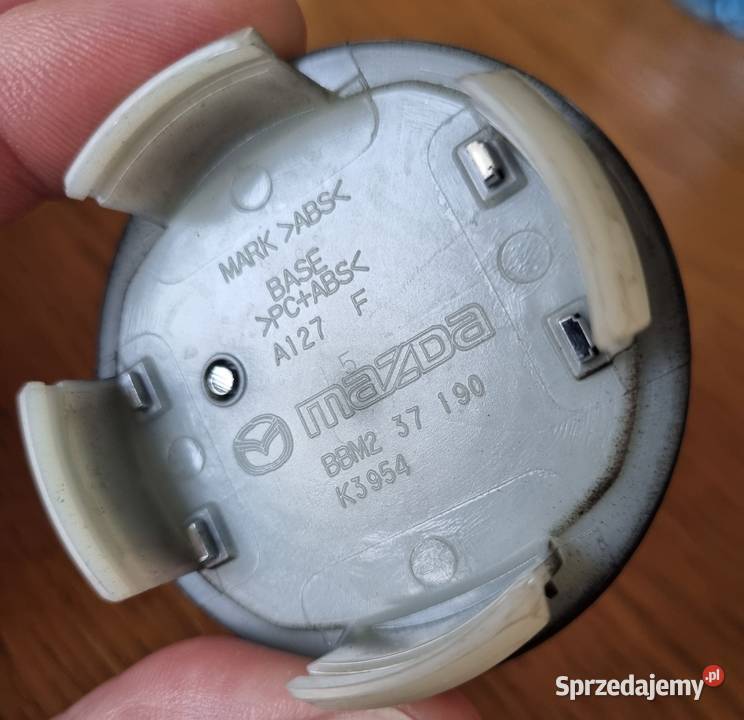 MARK >ABS<
BASE
>PC+ABS<
A127 F
5
mazda
BBM2 37 190
K3954
Sprzedajemy.pl